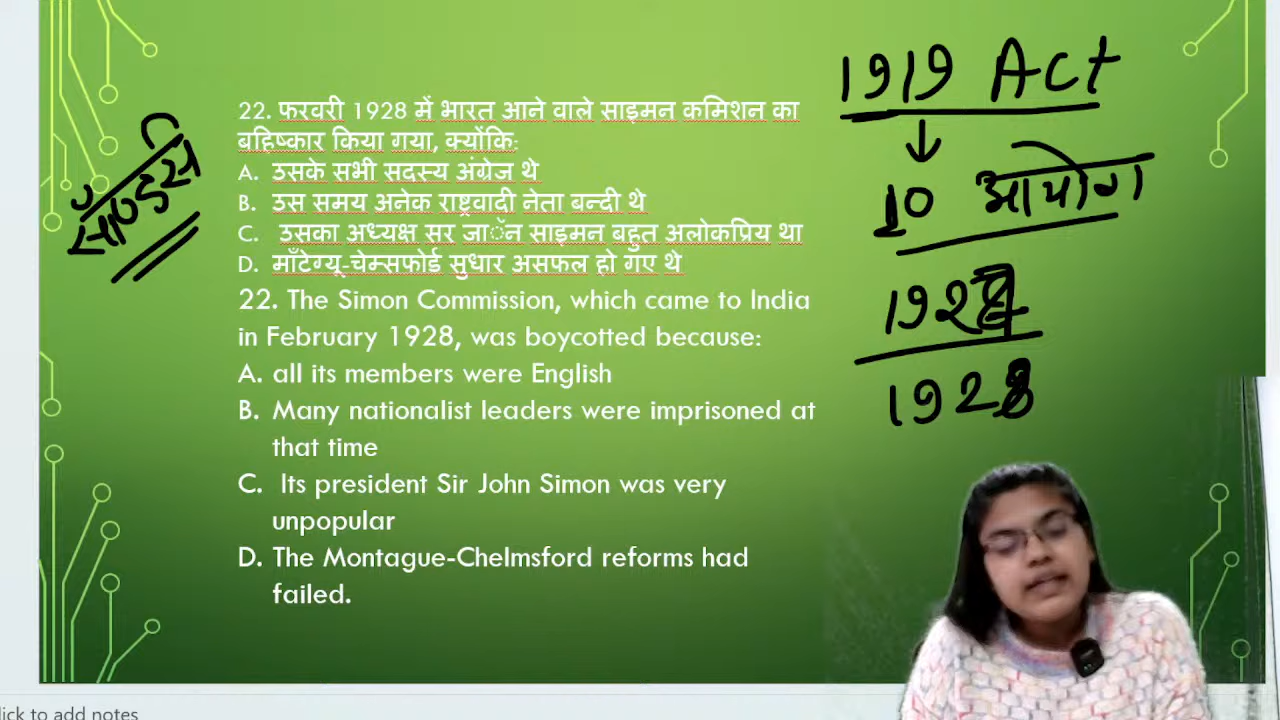 22. फरवरी 1928 में भारत आने वाले साइमन कमिशन का
बहिष्कार किया गया, क्योंकि:
A. उसके सभी सदस्य अंग्रेज थे
B. उस समय अनेक राष्ट्रवादी नेता बन्दी थे
C. उसका अध्यक्ष सर जाॅन साइमन बहुत अलोकप्रिय था
D. माँटेग्यू-चेम्सफोर्ड सुधार असफल हो गए थे
22. The Simon Commission, which came to India
in February 1928, was boycotted because:
A. all its members were English
B. Many nationalist leaders were imprisoned at
that time
C. Its president Sir John Simon was very
unpopular
D. The Montague-Chelmsford reforms had
failed.
सॉण्डर्स
1919 Act
10 आयोग
1928
lick to add notes